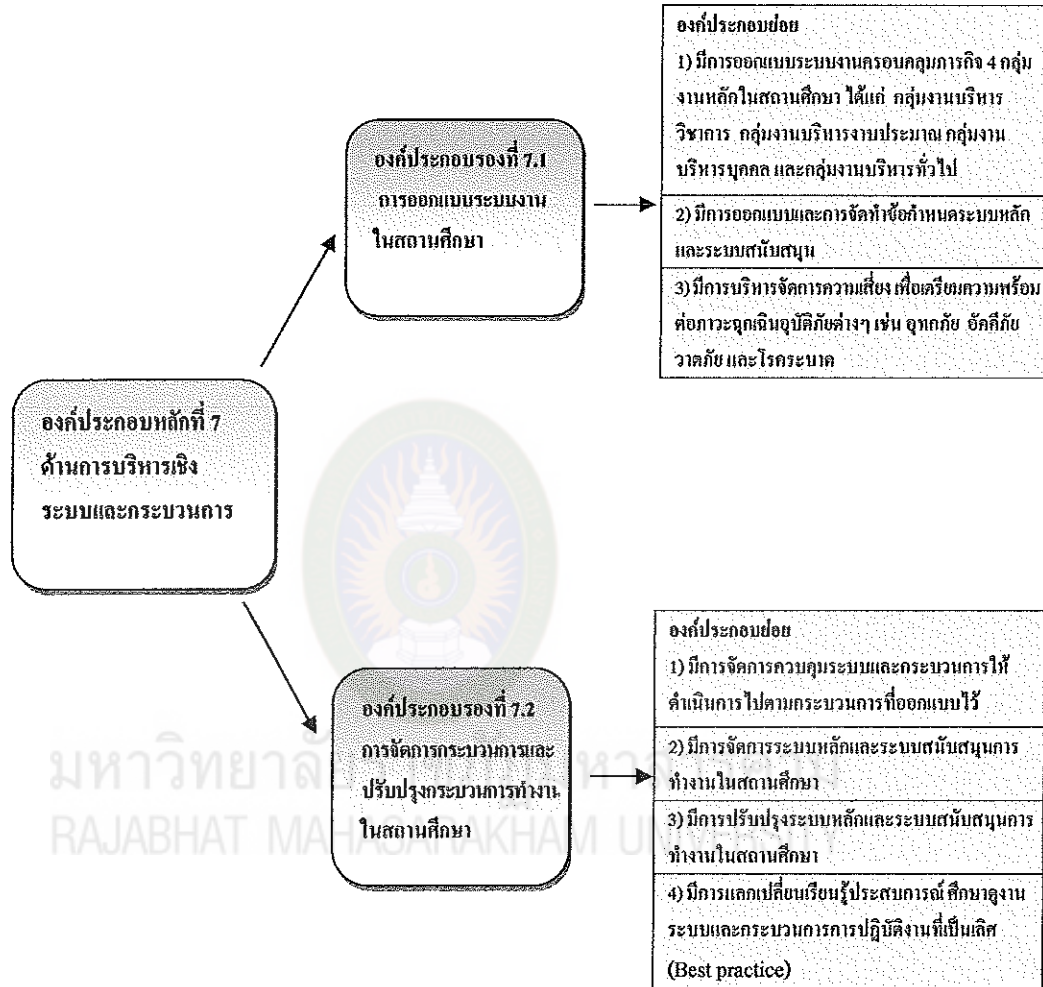 องค์ประกอบหลักที่ 7
ด้านการบริหารเชิง
ระบบและกระบวนการ
องค์ประกอบรองที่ 7.1
การออกแบบระบบงาน
ในสถานศึกษา
องค์ประกอบย่อย
1) มีการออกแบบระบบงานครอบคลุมภารกิจ 4 กลุ่ม
งานหลักในสถานศึกษา ได้แก่ กลุ่มงานบริหาร
วิชาการ กลุ่มงานบริหารงบประมาณ กลุ่มงาน
บริหารบุคคล และกลุ่มงานบริหารทั่วไป
2) มีการออกแบบและการจัดทำข้อกำหนดระบบหลัก
และระบบสนับสนุน
3) มีการบริหารจัดการความเสี่ยง เพื่อเตรียมความพร้อม
ต่อภาวะฉุกเฉินอุบัติภัยต่างๆ เช่น อุทกภัย อัคคีภัย
วาตภัย และโรคระบาด
องค์ประกอบรองที่ 7.2
การจัดการกระบวนการและ
ปรับปรุงกระบวนการทำงาน
ในสถานศึกษา
องค์ประกอบย่อย
1) มีการจัดการควบคุมระบบและกระบวนการให้
ดำเนินการไปตามกระบวนการที่ออกแบบไว้
2) มีการจัดการระบบหลักและระบบสนับสนุนการ
ทำงานในสถานศึกษา
3) มีการปรับปรุงระบบหลักและระบบสนับสนุนการ
ทำงานในสถานศึกษา
4) มีการแลกเปลี่ยนเรียนรู้ประสบการณ์ ศึกษาดูงาน
ระบบและกระบวนการการปฏิบัติงานที่เป็นเลิศ
(Best practice)
มหาวิทยาลัยราชภัฏมหาสารคาม
RAJABHAT MAHASARAKHAM UNIVERSITY